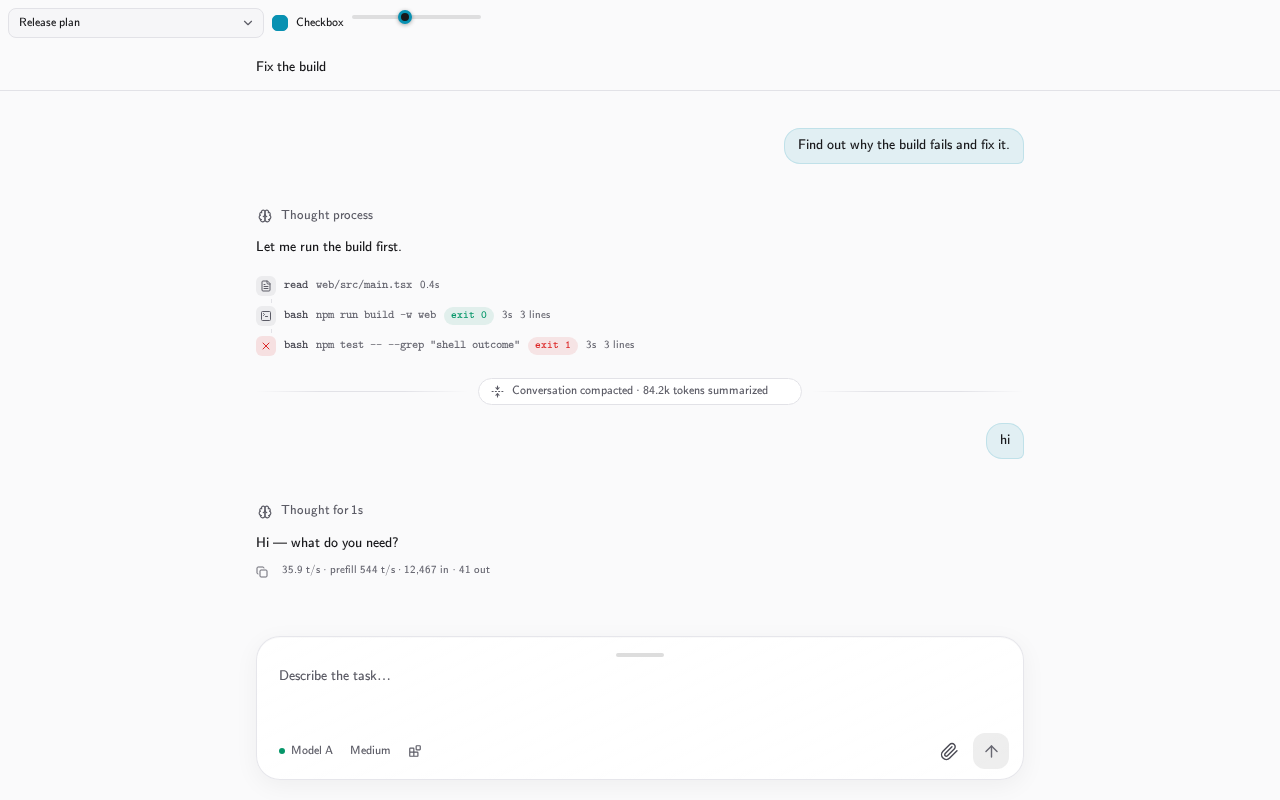 Release plan
Checkbox
Fix the build
Find out why the build fails and fix it.
Thought process
Let me run the build first.
read web/src/main.tsx 0.4s
bash npm run build -w web exit 0 3s 3 lines
bash npm test -- --grep "shell outcome" exit 1 3s 3 lines
Conversation compacted · 84.2k tokens summarized
hi
Thought for 1s
Hi — what do you need?
35.9 t/s · prefill 544 t/s · 12,467 in · 41 out
Describe the task…
Model A Medium